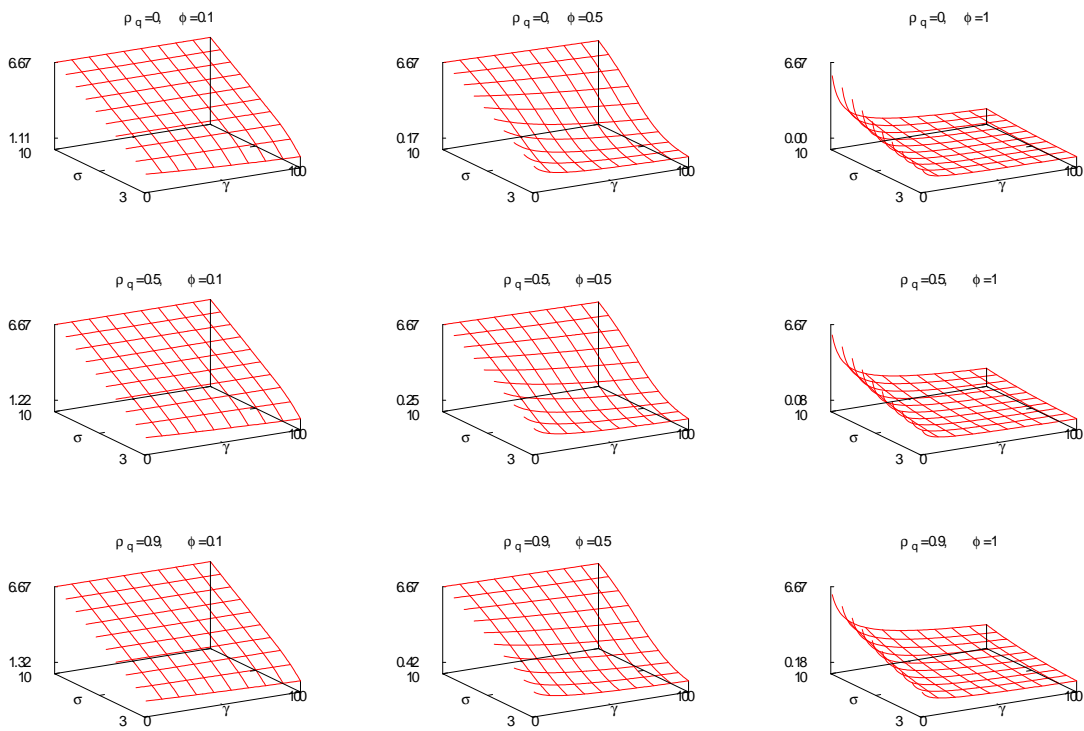 ρ q =0, ϕ=0.1
6.67
1.11
10
σ
3
0
γ
100
ρ q =0, ϕ=0.5
6.67
0.17
10
σ
3
0
γ
100
ρ q =0, ϕ=1
6.67
0.00
10
σ
3
0
γ
100
ρ q =0.5, ϕ=0.1
6.67
1.22
10
σ
3
0
γ
100
ρ q =0.5, ϕ=0.5
6.67
0.25
10
σ
3
0
γ
100
ρ q =0.5, ϕ=1
6.67
0.08
10
σ
3
0
γ
100
ρ q =0.9, ϕ=0.1
6.67
1.32
10
σ
3
0
γ
100
ρ q =0.9, ϕ=0.5
6.67
0.42
10
σ
3
0
γ
100
ρ q =0.9, ϕ=1
6.67
0.18
10
σ
3
0
γ
100